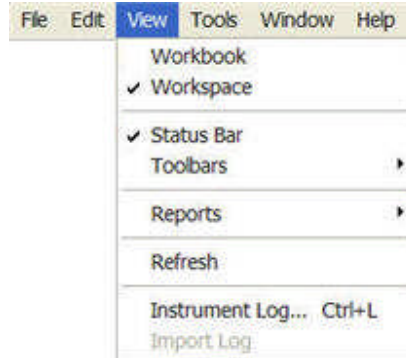 File Edit View Tools Window Help
Workbook
✓ Workspace
✓ Status Bar
Toolbars
Reports
Refresh
Instrument Log... Ctrl+L
Import Log